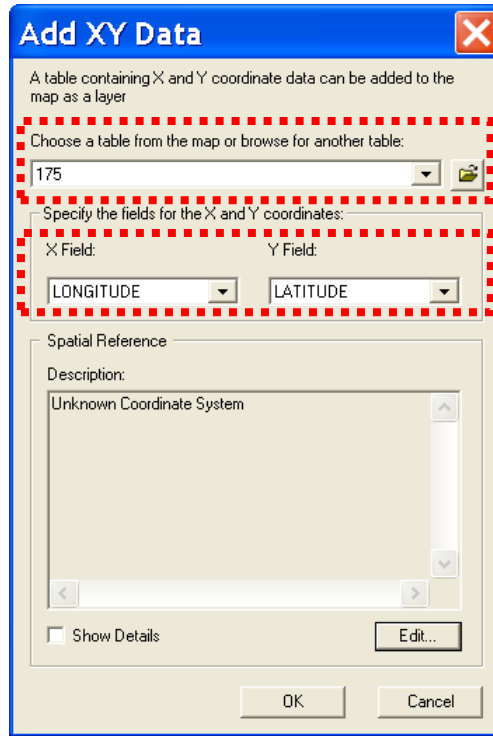 Add XY Data
A table containing X and Y coordinate data can be added to the
map as a layer
Choose a table from the map or browse for another table:
175
Specify the fields for the X and Y coordinates:
X Field: Y Field:
LONGITUDE LATITUDE
Spatial Reference
Description:
Unknown Coordinate System
Show Details Edit...
OK Cancel